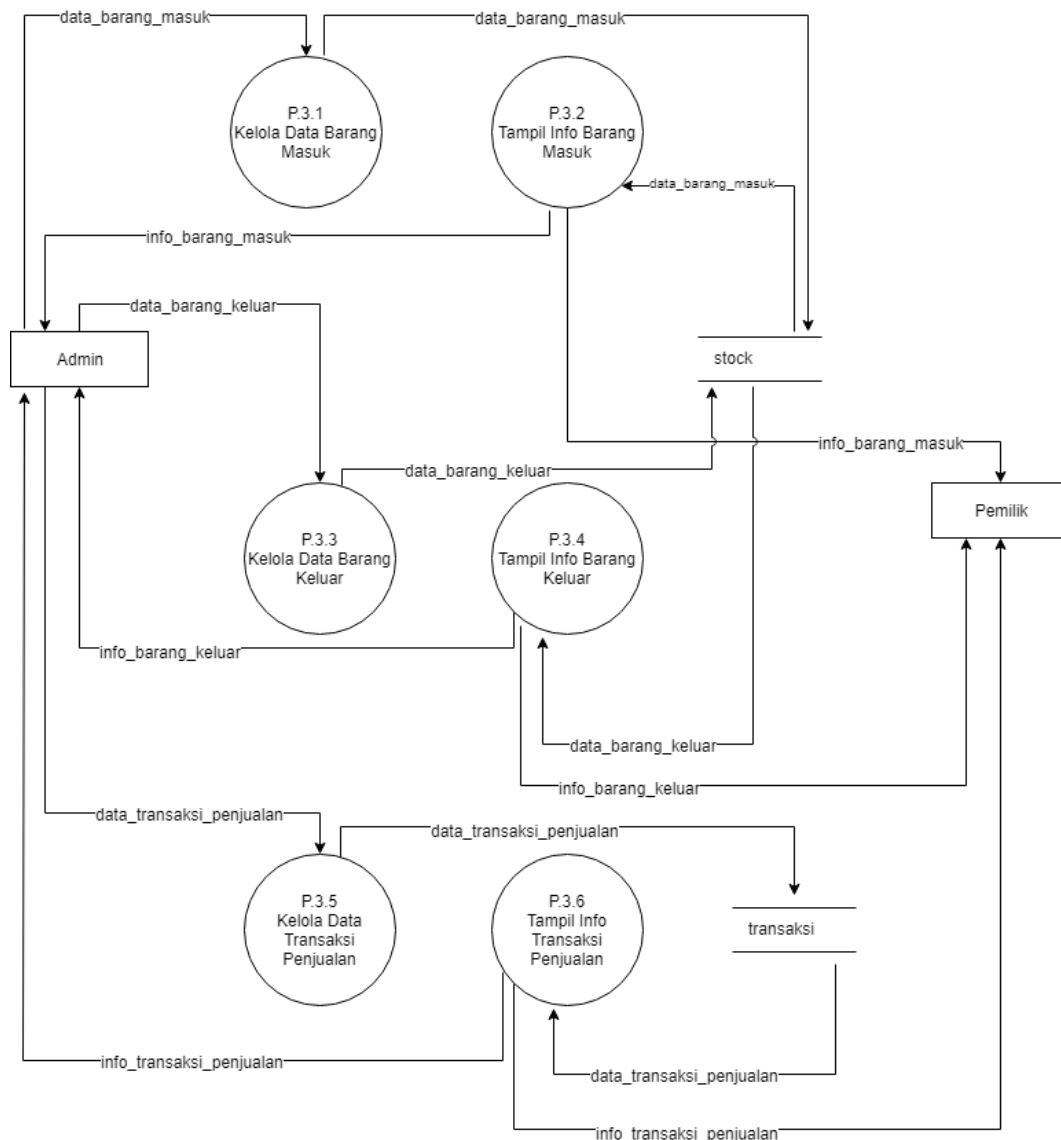 data_barang_masuk
data_barang_masuk
P.3.1
Kelola Data Barang
Masuk
P.3.2
Tampil Info Barang
Masuk
data_barang_masuk
info_barang_masuk
data_barang_keluar
Admin
stock
info_barang_masuk
data_barang_keluar
P.3.3
Kelola Data Barang
Keluar
P.3.4
Tampil Info Barang
Keluar
Pemilik
info_barang_keluar
data_barang_keluar
info_barang_keluar
data_transaksi_penjualan
data_transaksi_penjualan
P.3.5
Kelola Data
Transaksi
Penjualan
P.3.6
Tampil Info
Transaksi
Penjualan
transaksi
info_transaksi_penjualan
data_transaksi_penjualan
info_transaksi_penjualan